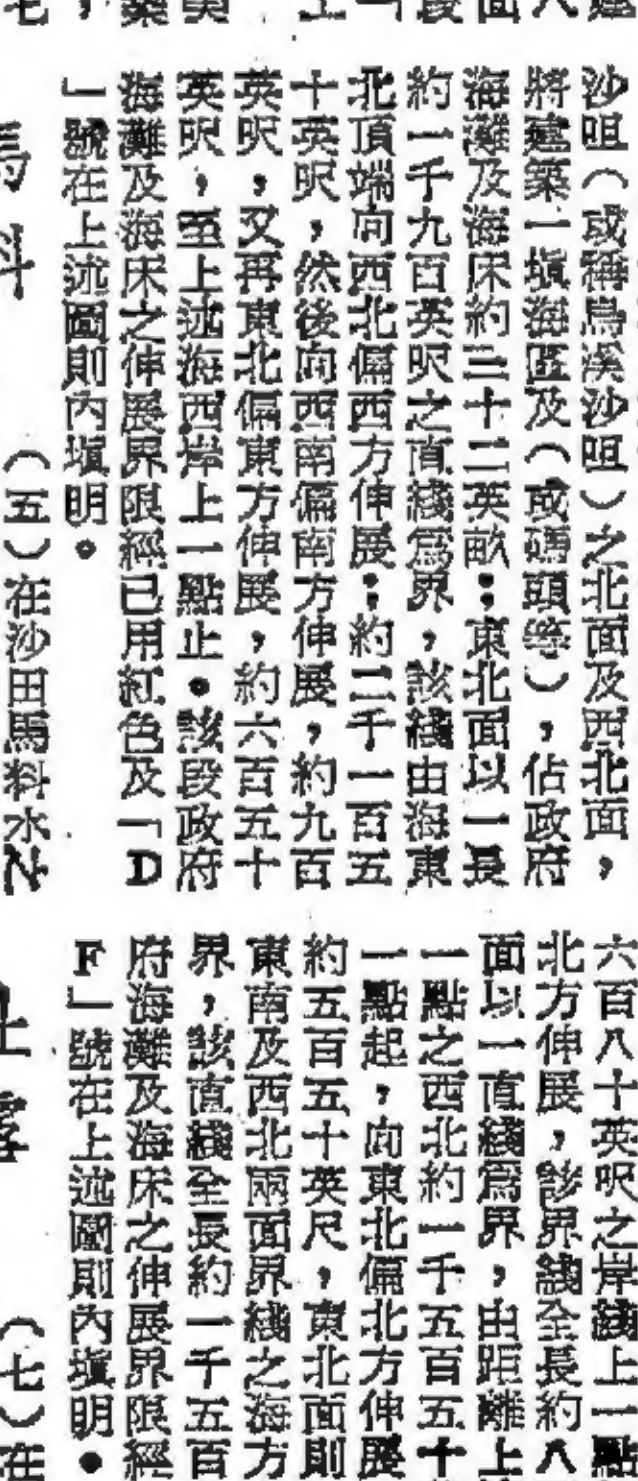 沙咀（或稱烏溪沙咀）之北面及西北面，
將建築一塡海區及（或碼頭等），佔政府
海灘及海床約三十二英畝：東北面以一長
約一千九百英呎之直綫爲界，該綫由海東
北頂端向西北偏西方伸展：約二千一百五
十英呎，然後向西南偏南方伸展，約九百
英呎，又再東北偏東方伸展，約六百五十
英呎，至上述海西岸上一點止。該段政府
海灘及海床之伸展界限經已用紅色及「D
」號在上述圖則內塡明。
馬料
（五）在沙田馬料水
六百八十英呎之岸綫上一點
北方伸展，該界綫全長約八
面以一直綫爲界，由距離上
一點之西北約一千五百五十
一點起，向東北偏北方伸展
約五百五十英尺，東北面則
東南及西北兩面界綫之海方
界，該直綫全長約一千五百
府海灘及海床之伸展界限經
F」號在上述圖則內塡明。
（七）在